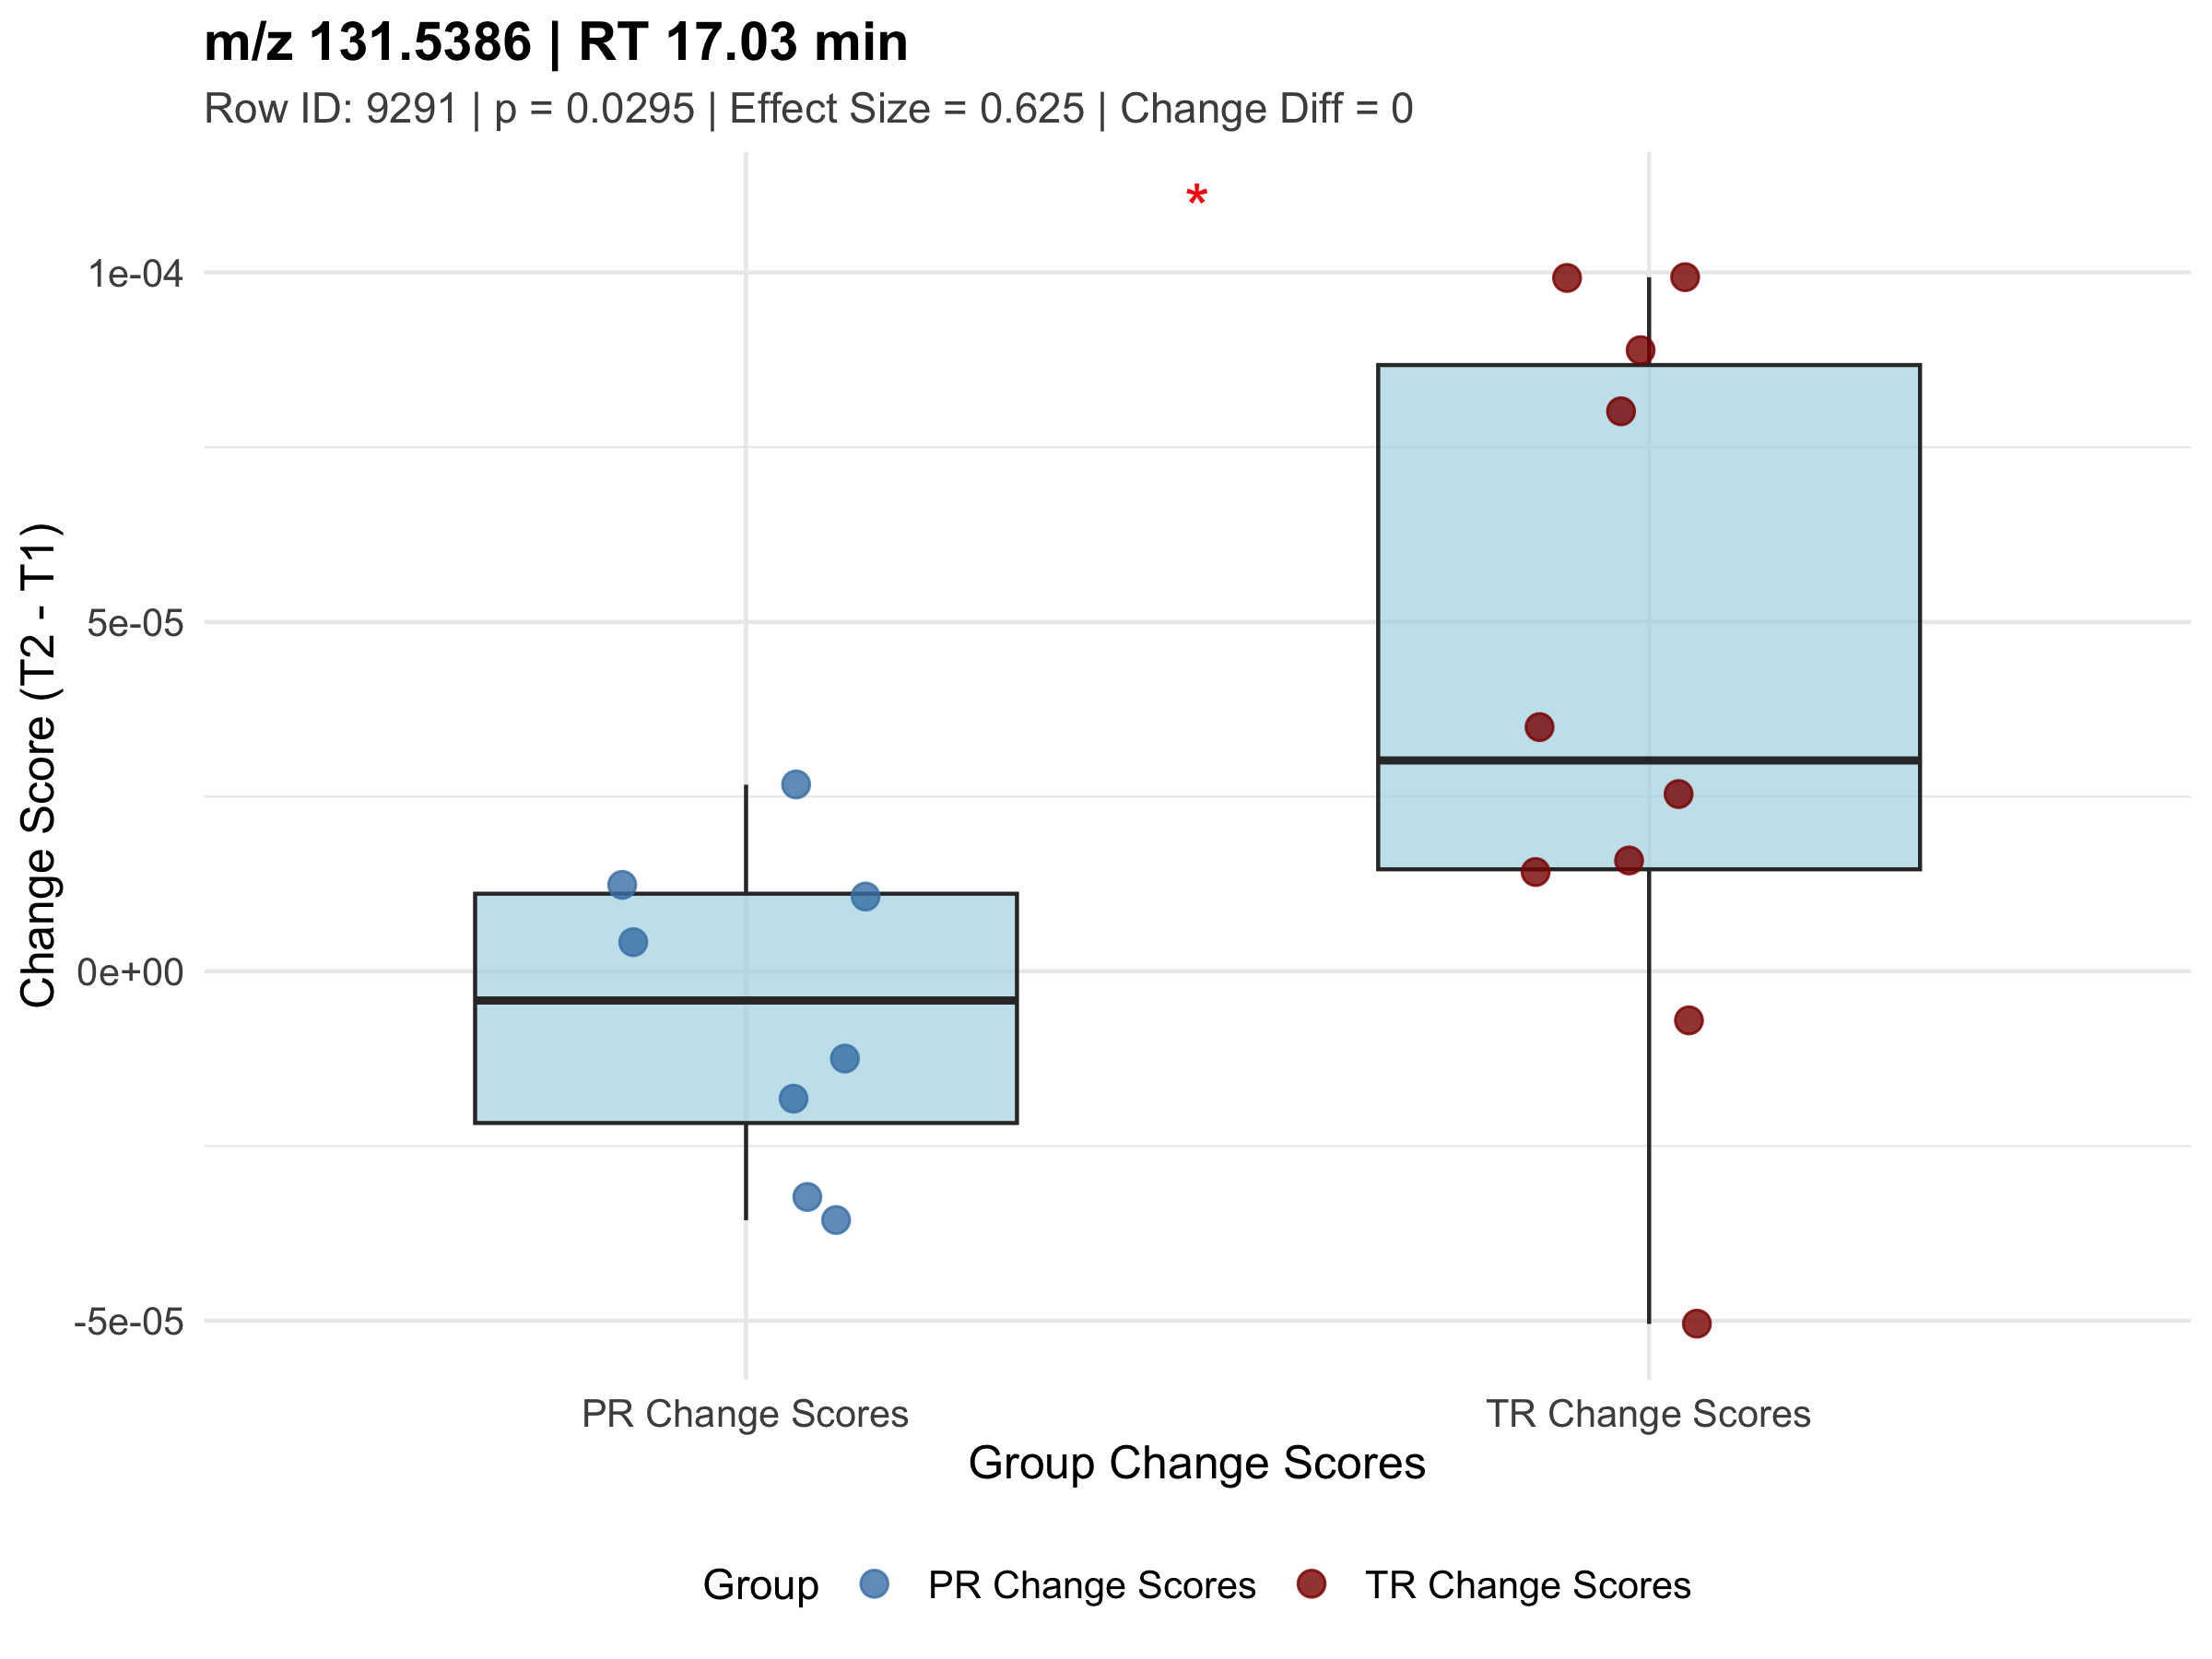 m/z 131.5386 | RT 17.03 min
Row ID: 9291 | p = 0.0295 | Effect Size = 0.625 | Change Diff = 0
*
1e-04
5e-05
0e+00
-5e-05
Change Score (T2 - T1)
PR Change Scores
TR Change Scores
Group Change Scores
Group
PR Change Scores
TR Change Scores